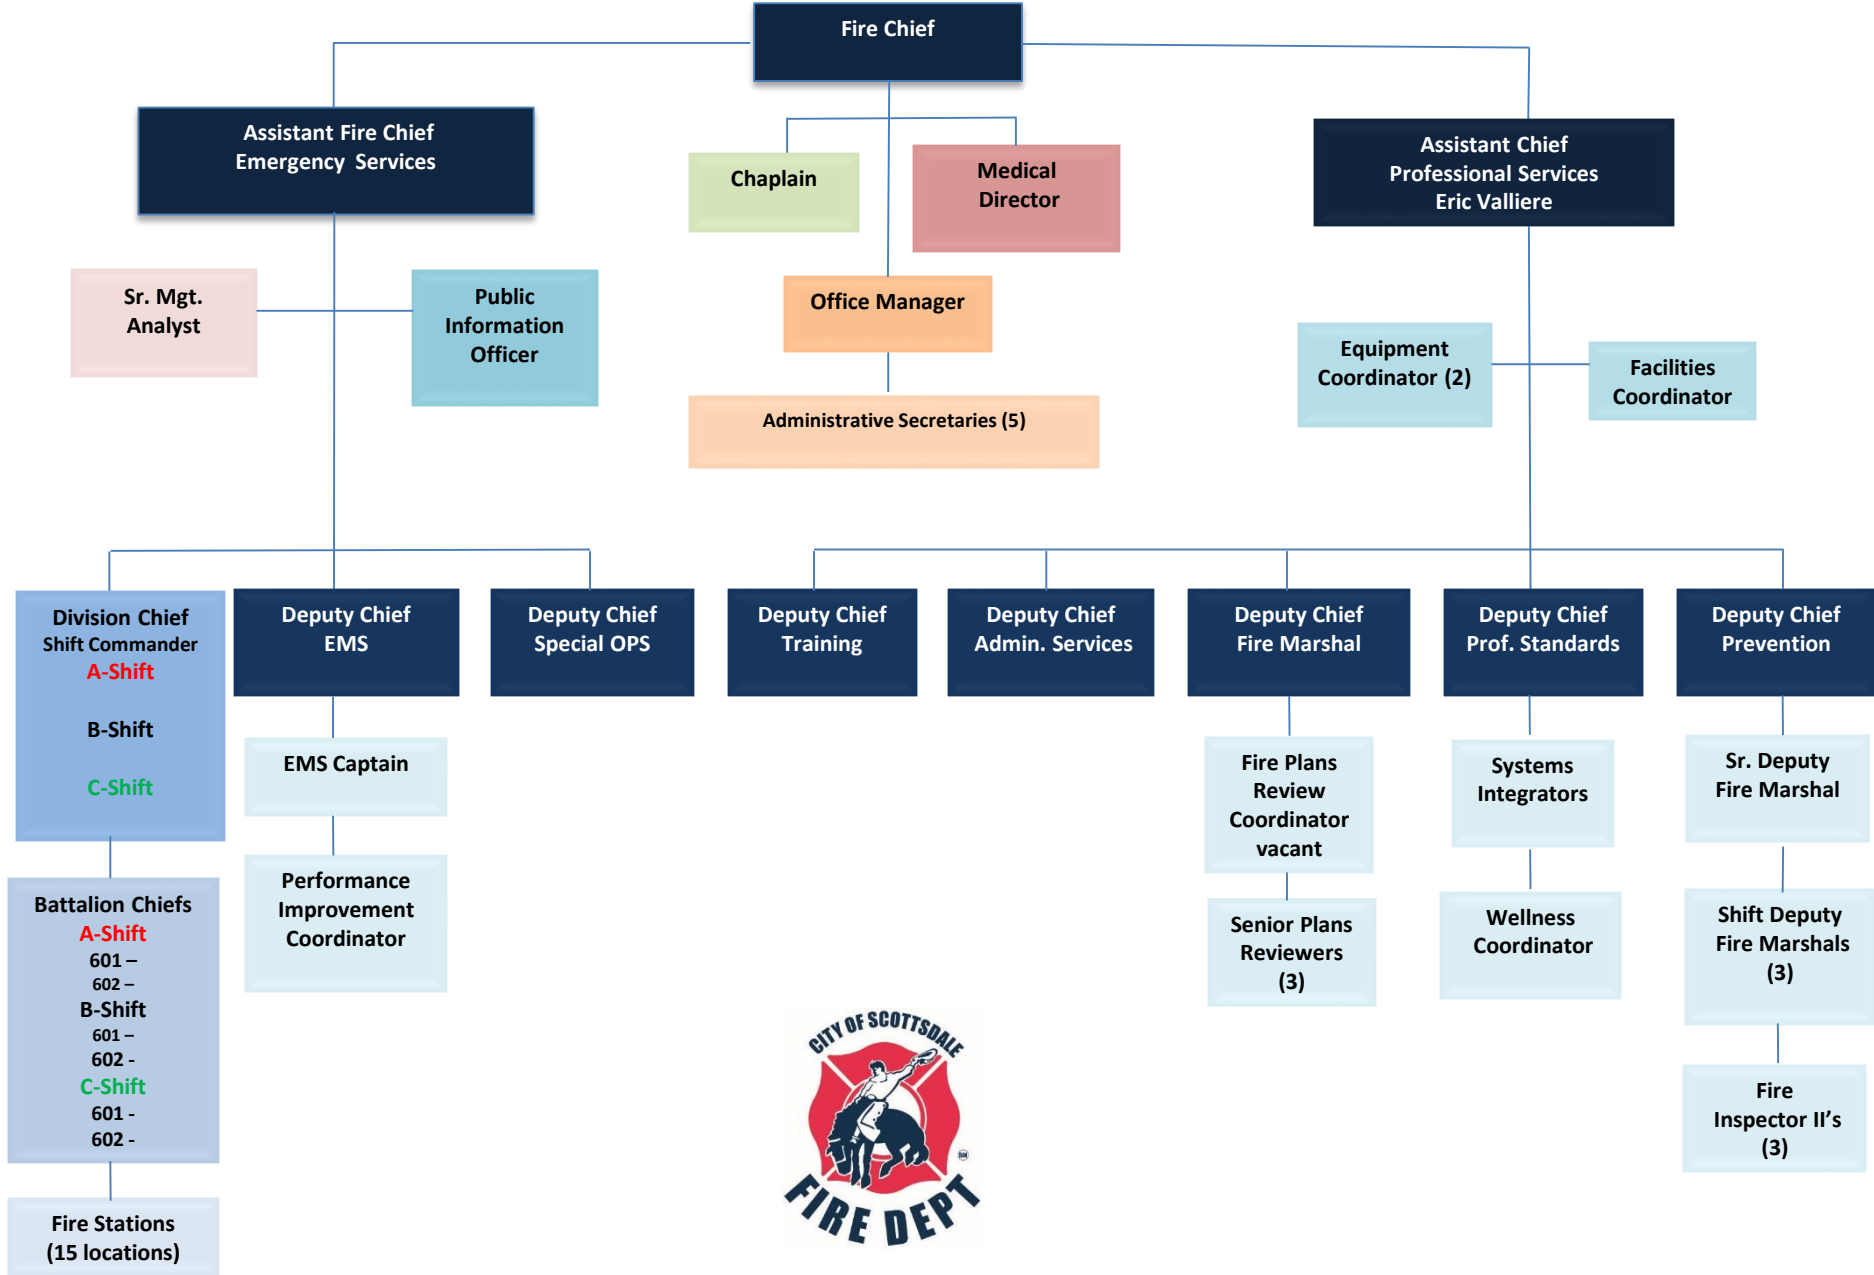 Fire Chief
Assistant Fire Chief
Emergency Services
Chaplain
Medical
Director
Assistant Chief
Professional Services
Eric Valliere
Sr. Mgt.
Analyst
Public
Information
Officer
Office Manager
Administrative Secretaries (5)
Equipment
Coordinator (2)
Facilities
Coordinator
Division Chief
Shift Commander
A-Shift
B-Shift
C-Shift
Deputy Chief
EMS
Deputy Chief
Special OPS
Deputy Chief
Training
Deputy Chief
Admin. Services
Deputy Chief
Fire Marshal
Deputy Chief
Prof. Standards
Deputy Chief
Prevention
EMS Captain
Performance
Improvement
Coordinator
Fire Plans
Review
Coordinator
vacant
Senior Plans
Reviewers
(3)
Systems
Integrators
Wellness
Coordinator
Sr. Deputy
Fire Marshal
Shift Deputy
Fire Marshals
(3)
Fire
Inspector II’s
(3)
Battalion Chiefs
A-Shift
601 –
602 –
B-Shift
601 –
602 -
C-Shift
601 -
602 -
Fire Stations
(15 locations)
CITY OF SCOTTSDALE
FIRE DEPT
SM